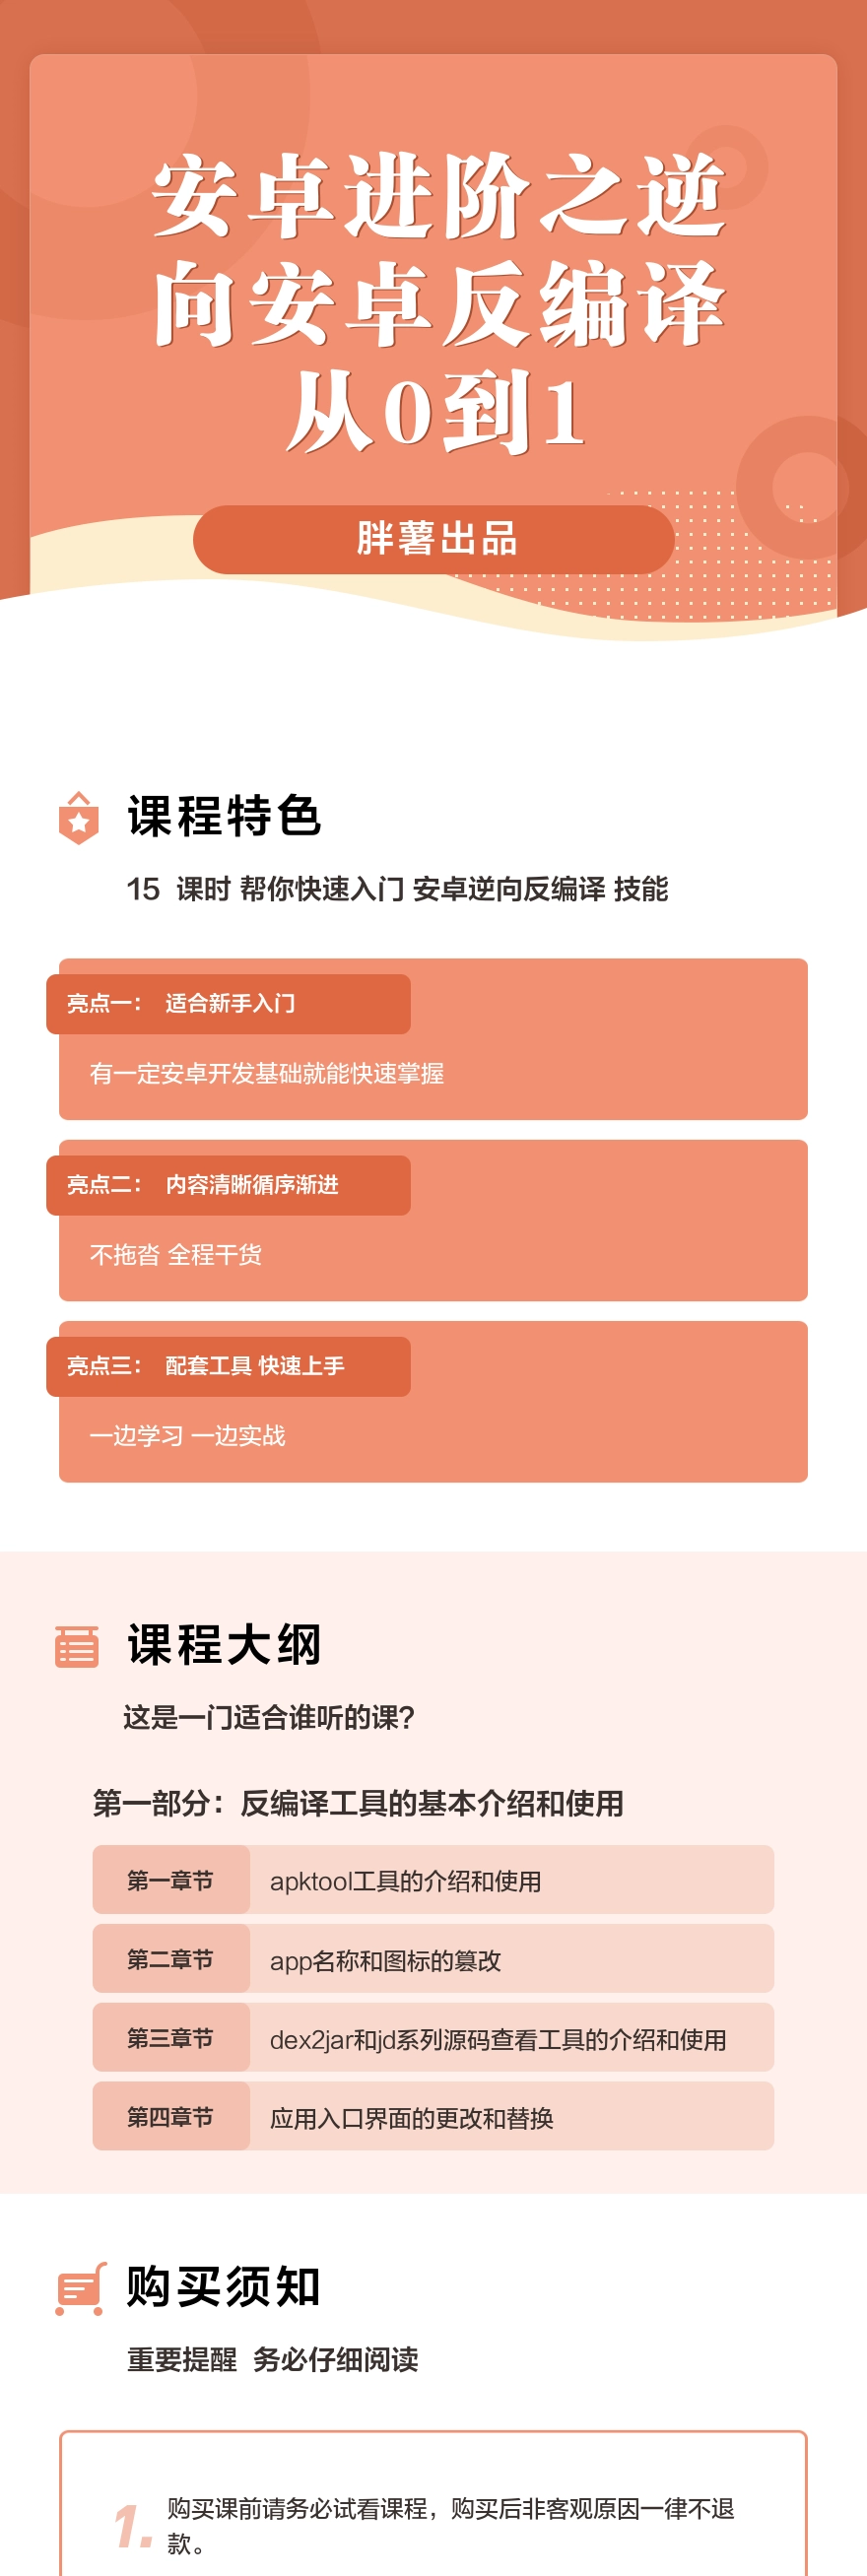 安卓进阶之逆
向安卓反编译
从0到1
胖薯出品
课程特色
15 课时 帮你快速入门 安卓逆向反编译 技能
亮点一： 适合新手入门
有一定安卓开发基础就能快速掌握
亮点二： 内容清晰循序渐进
不拖沓 全程干货
亮点三： 配套工具 快速上手
一边学习 一边实战
课程大纲
这是一门适合谁听的课?
第一部分：反编译工具的基本介绍和使用
第一章节 apktool工具的介绍和使用
第二章节 app名称和图标的篡改
第三章节 dex2jar和jd系列源码查看工具的介绍和使用
第四章节 应用入口界面的更改和替换
购买须知
重要提醒 务必仔细阅读
1. 购买课前请务必试看课程，购买后非客观原因一律不退
款。